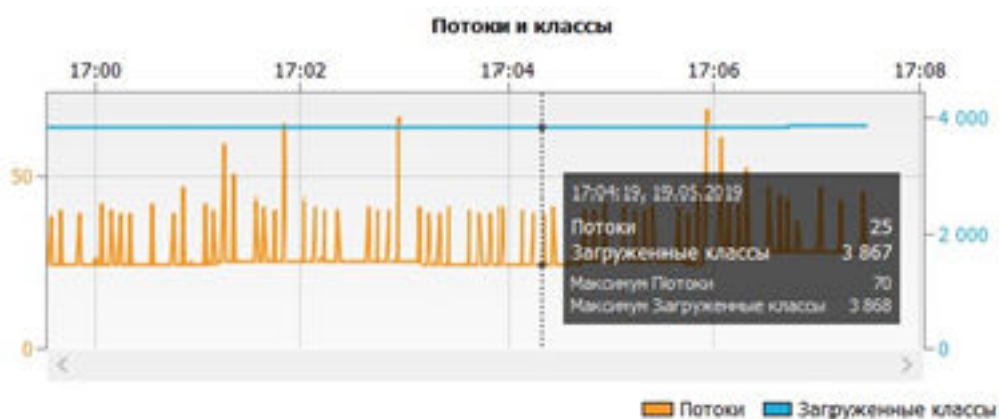 Потоки и классы
17:00 17:02 17:04 17:06 17:08
4 000
50
17:04:19, 19.05.2019
Потоки 25
Загруженные классы 3 867
2 000
Максимум Потоки 70
Максимум Загруженные классы 3 868
0 0
Потоки Загруженные классы